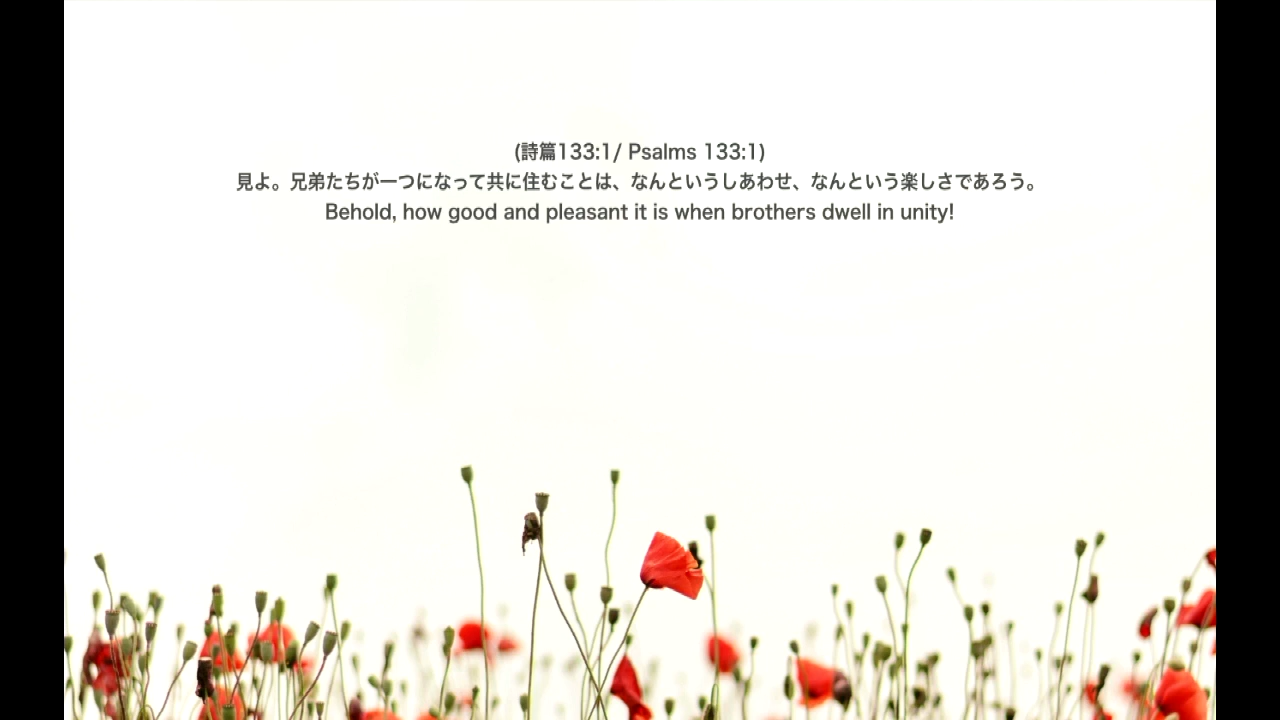 (詩篇133:1/ Psalms 133:1)
見よ。兄弟たちが一つになって共に住むことは、なんというしあわせ、なんという楽しさであろう。
Behold, how good and pleasant it is when brothers dwell in unity!